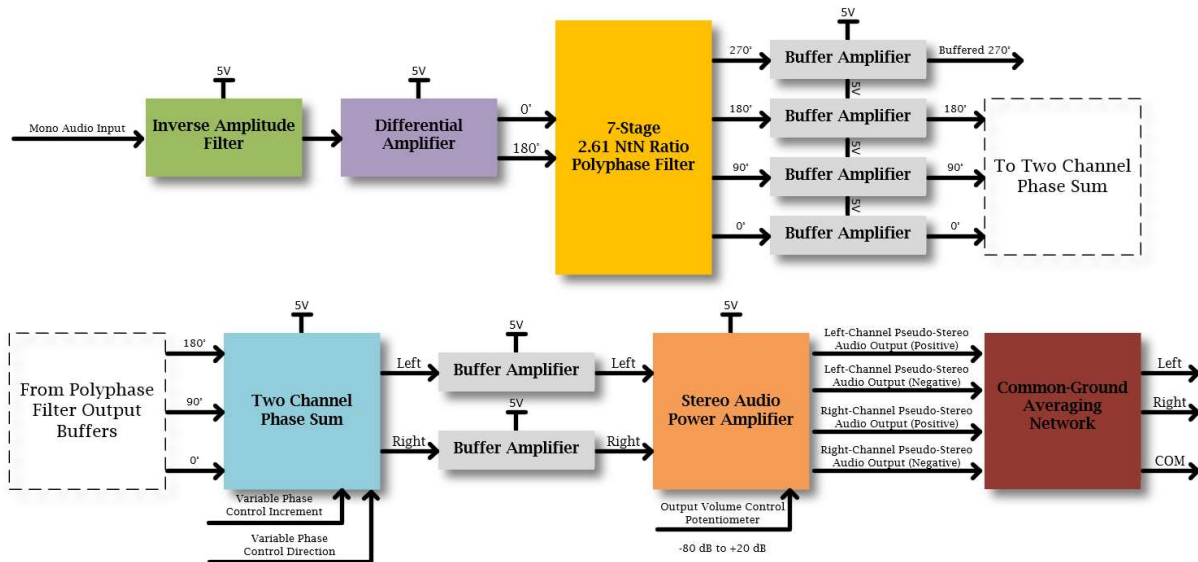 5V
5V
5V
Mono Audio Input
Inverse Amplitude
Filter
Differential
Amplifier
0'
180'
7-Stage
2.61 NtN Ratio
Polyphase Filter
270'
Buffer Amplifier
Buffered 270'
5V
180'
Buffer Amplifier
180'
5V
90'
Buffer Amplifier
90'
5V
0'
Buffer Amplifier
0'
To Two Channel
Phase Sum
From Polyphase
Filter Output
Buffers
180'
90'
0'
5V
Two Channel
Phase Sum
Variable Phase
Control Increment
Variable Phase
Control Direction
Left
5V
Buffer Amplifier
Left
Right
5V
Buffer Amplifier
Right
5V
Stereo Audio
Power Amplifier
Output Volume Control
Potentiometer
-80 dB to +20 dB
Left-Channel Pseudo-Stereo
Audio Output (Positive)
Left-Channel Pseudo-Stereo
Audio Output (Negative)
Right-Channel Pseudo-Stereo
Audio Output (Positive)
Right-Channel Pseudo-Stereo
Audio Output (Negative)
Common-Ground
Averaging
Network
Left
Right
COM